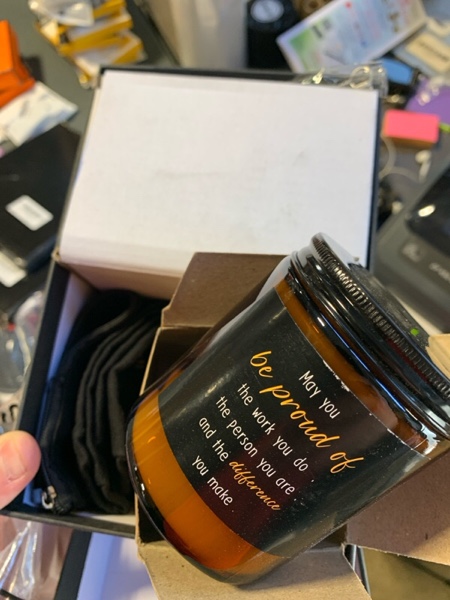 May you
be proud of
the work you do
the person you are
and the difference
you make.